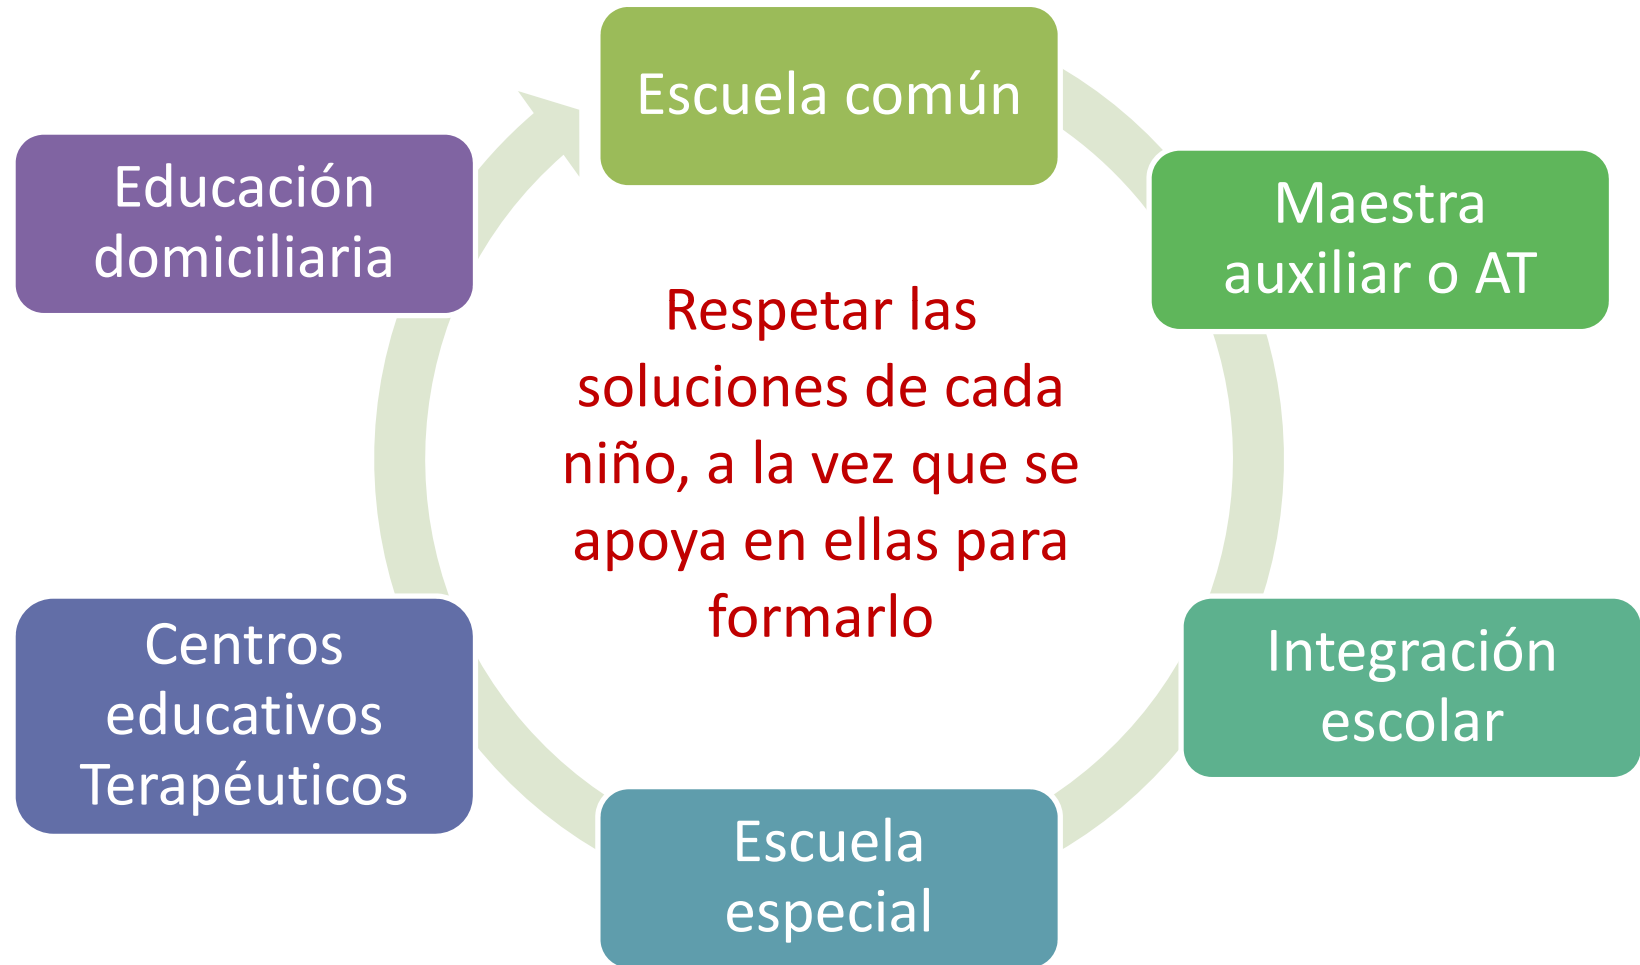 Escuela común
Maestra
auxiliar o AT
Integración
escolar
Escuela
especial
Centros
educativos
Terapéuticos
Educación
domiciliaria
Respetar las
soluciones de cada
niño, a la vez que se
apoya en ellas para
formarlo